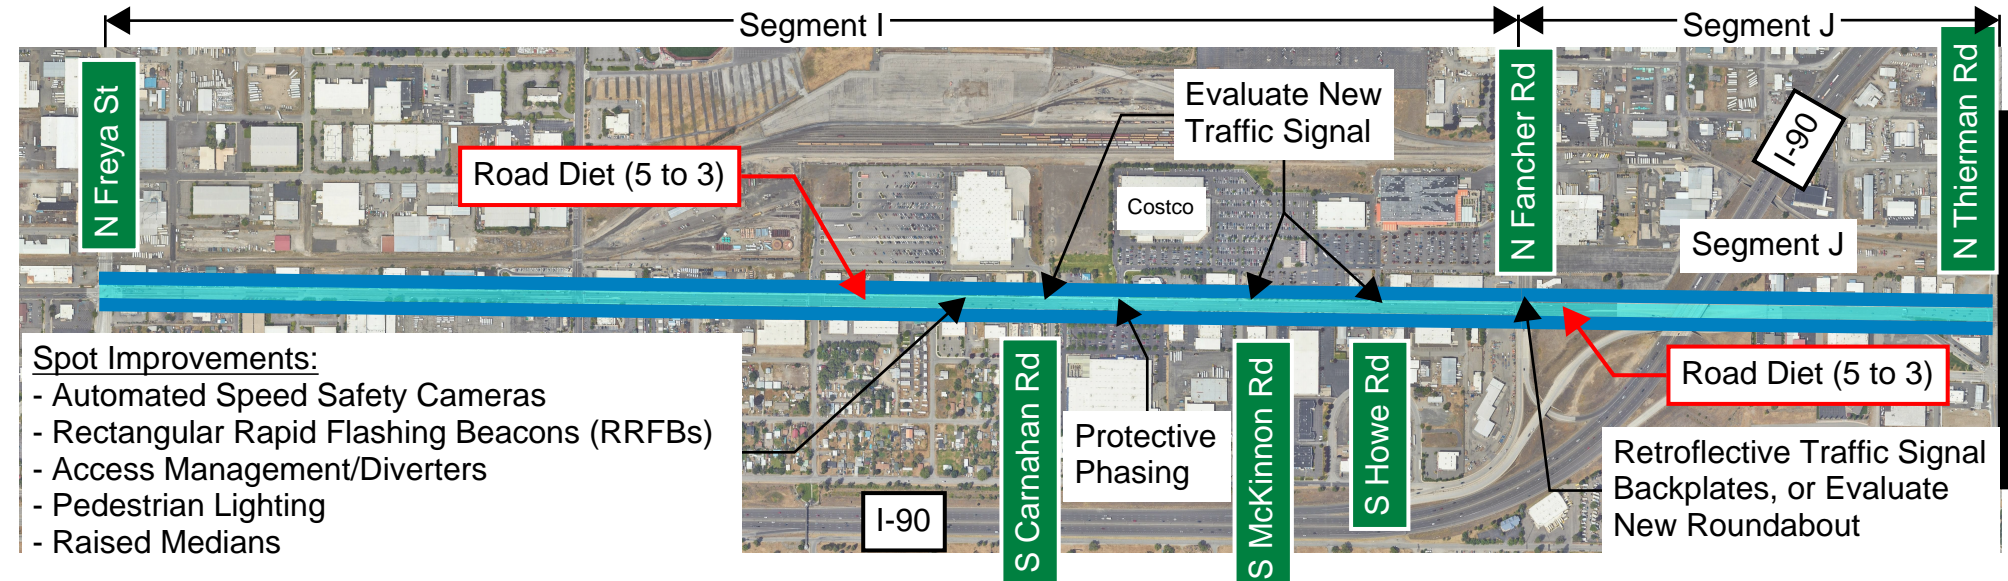 Segment I
Segment J
N Freya St
Road Diet (5 to 3)
Evaluate New
Traffic Signal
Costco
N Fancher Rd
I-90
Segment J
N Thierman Rd
Spot Improvements:
- Automated Speed Safety Cameras
- Rectangular Rapid Flashing Beacons (RRFBs)
- Access Management/Diverters
- Pedestrian Lighting
- Raised Medians
I-90
S Carnahan Rd
Protective
Phasing
S McKinnon Rd
S Howe Rd
Road Diet (5 to 3)
Retroflective Traffic Signal
Backplates, or Evaluate
New Roundabout